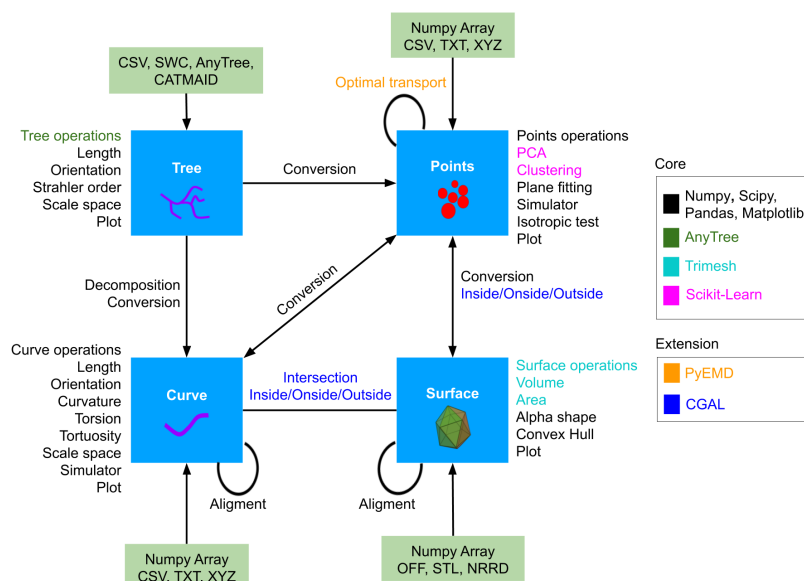 Numpy Array
CSV, TXT, XYZ
CSV, SWC, AnyTree,
CATMAID
Optimal transport
Tree operations
Length
Orientation
Strahler order
Scale space
Plot
Tree
Conversion
Points
Points operations
PCA
Clustering
Plane fitting
Simulator
Isotropic test
Plot
Core
Numpy, Scipy,
Pandas, Matplotlib
AnyTree
Trimesh
Scikit-Learn
Decomposition
Conversion
Conversion
Conversion
Inside/Onside/Outside
Extension
PyEMD
CGAL
Curve operations
Length
Orientation
Curvature
Torsion
Tortuosity
Scale space
Simulator
Plot
Curve
Intersection
Inside/Onside/Outside
Surface
Surface operations
Volume
Area
Alpha shape
Convex Hull
Plot
Aligment
Aligment
Numpy Array
CSV, TXT, XYZ
Numpy Array
OFF, STL, NRRD